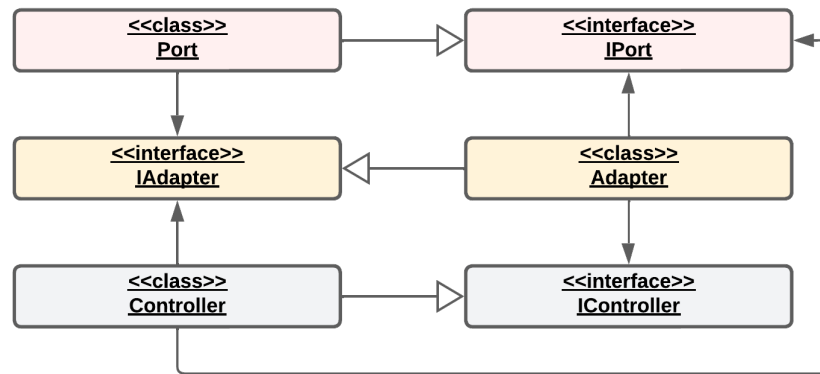 <<class>>
Port
<<interface>>
IPort
<<interface>>
IAdapter
<<class>>
Adapter
<<class>>
Controller
<<interface>>
IController